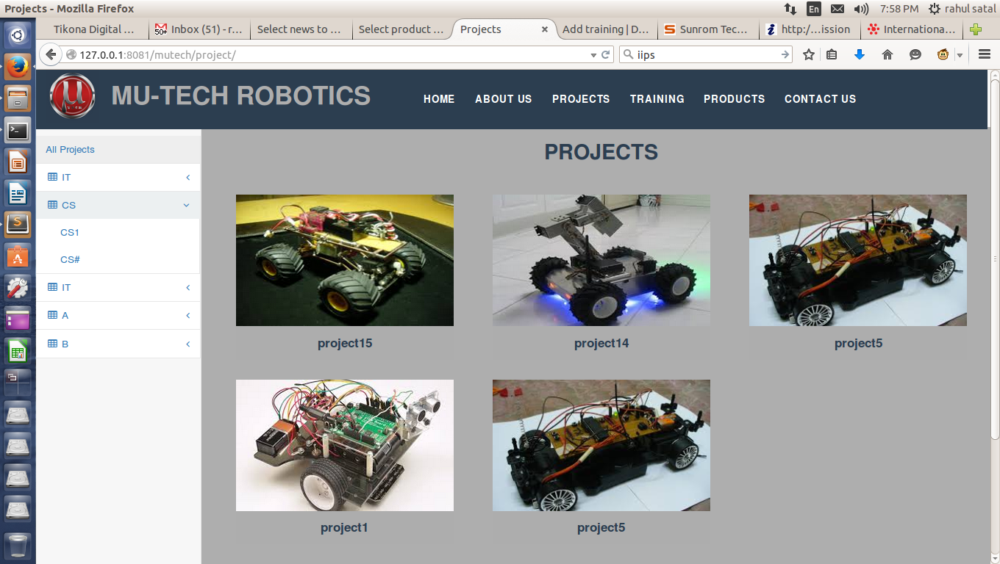 Projects - Mozilla Firefox
En
7:58 PM
rahul satal
Tikona Digital ...
50+
Inbox (51) - r...
Select news to ...
Select product ...
Projects
Add training | D...
S
Sunrom Tec...
i
http:/...ission
Internationa...
127.0.0.1:8081/mutech/project/
iips
MU-TECH ROBOTICS
HOME
ABOUT US
PROJECTS
TRAINING
PRODUCTS
CONTACT US
All Projects
IT
CS
CS1
CS#
IT
A
B
PROJECTS
project15
project14
project5
project1
project5